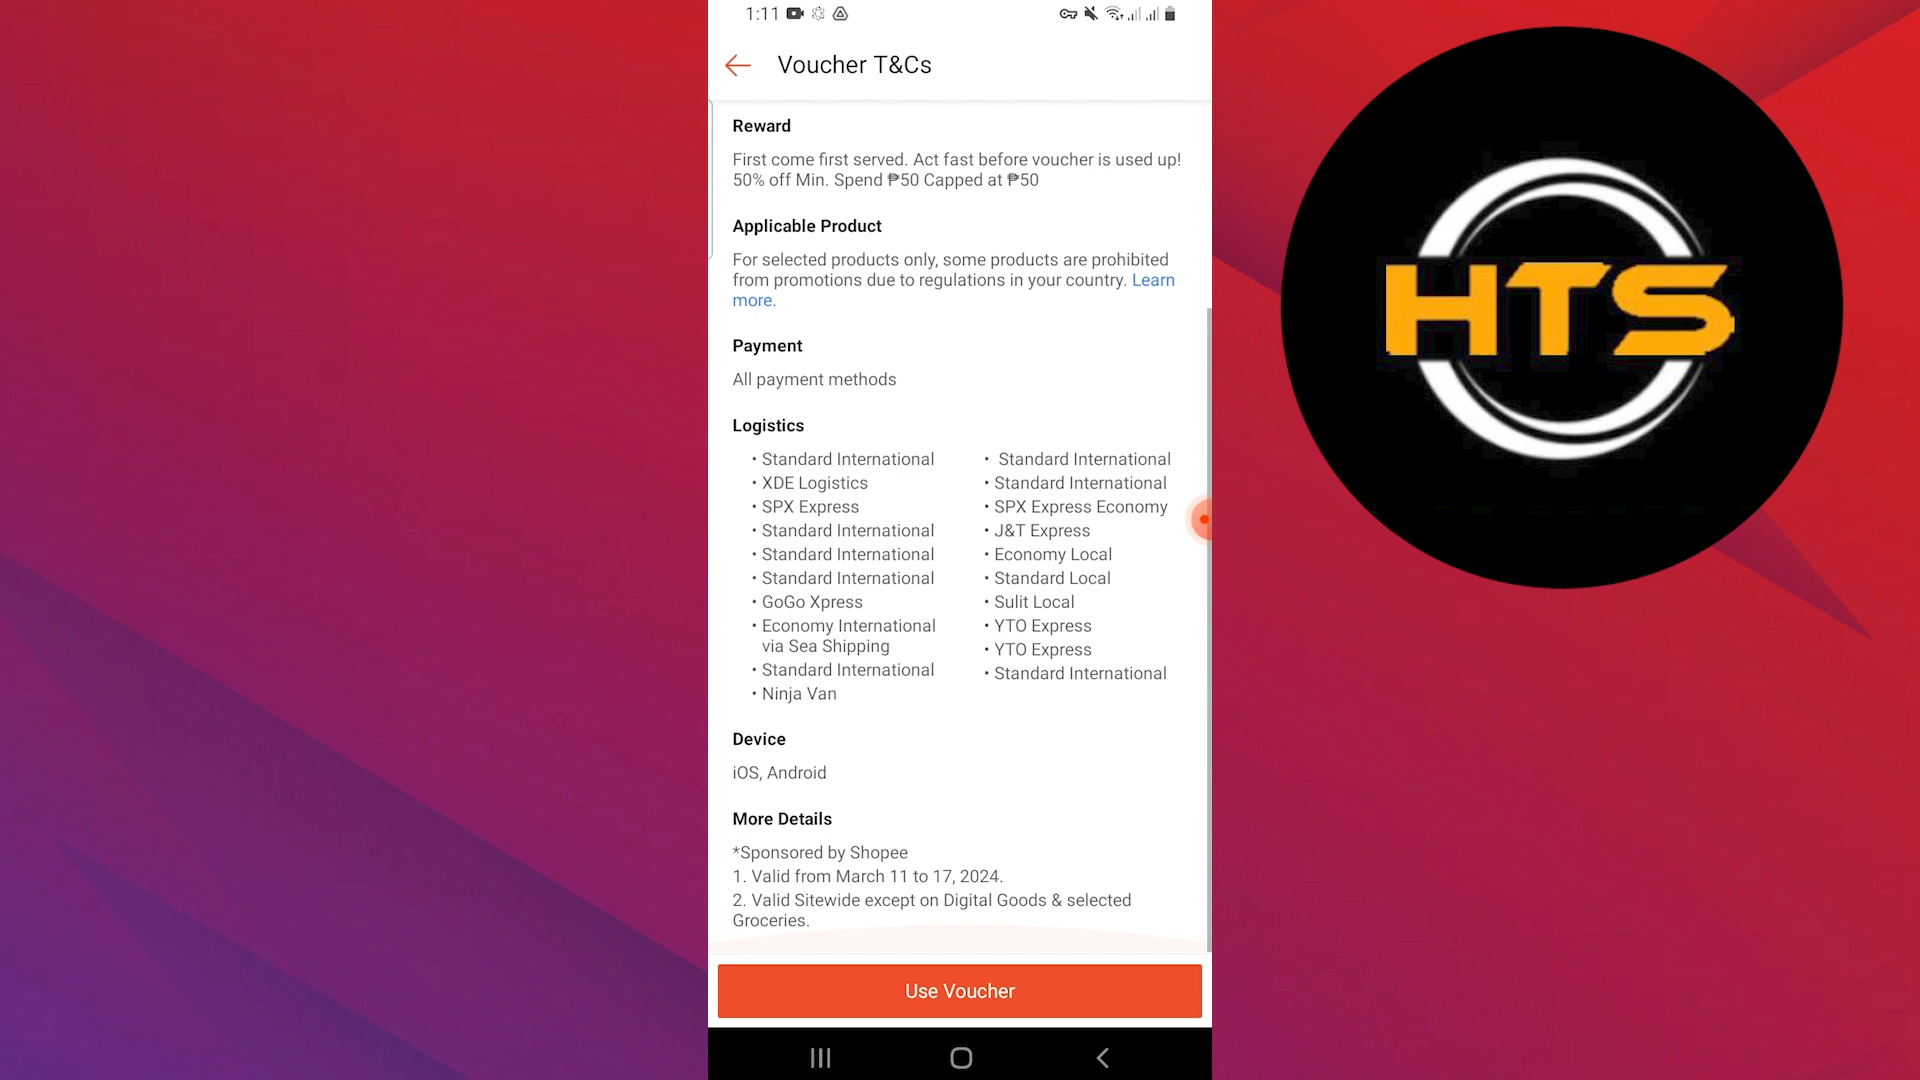 1:11
Voucher T&Cs
Reward
First come first served. Act fast before voucher is used up!
50% off Min. Spend ₱50 Capped at ₱50
Applicable Product
For selected products only, some products are prohibited
from promotions due to regulations in your country. Learn
more.
Payment
All payment methods
Logistics
• Standard International
• XDE Logistics
• SPX Express
• Standard International
• Standard International
• Standard International
• GoGo Xpress
• Economy International
via Sea Shipping
• Standard International
• Ninja Van
• Standard International
• Standard International
• SPX Express Economy
• J&T Express
• Economy Local
• Standard Local
• Sulit Local
• YTO Express
• YTO Express
• Standard International
Device
iOS, Android
More Details
*Sponsored by Shopee
1. Valid from March 11 to 17, 2024.
2. Valid Sitewide except on Digital Goods & selected
Groceries.
Use Voucher
HTS